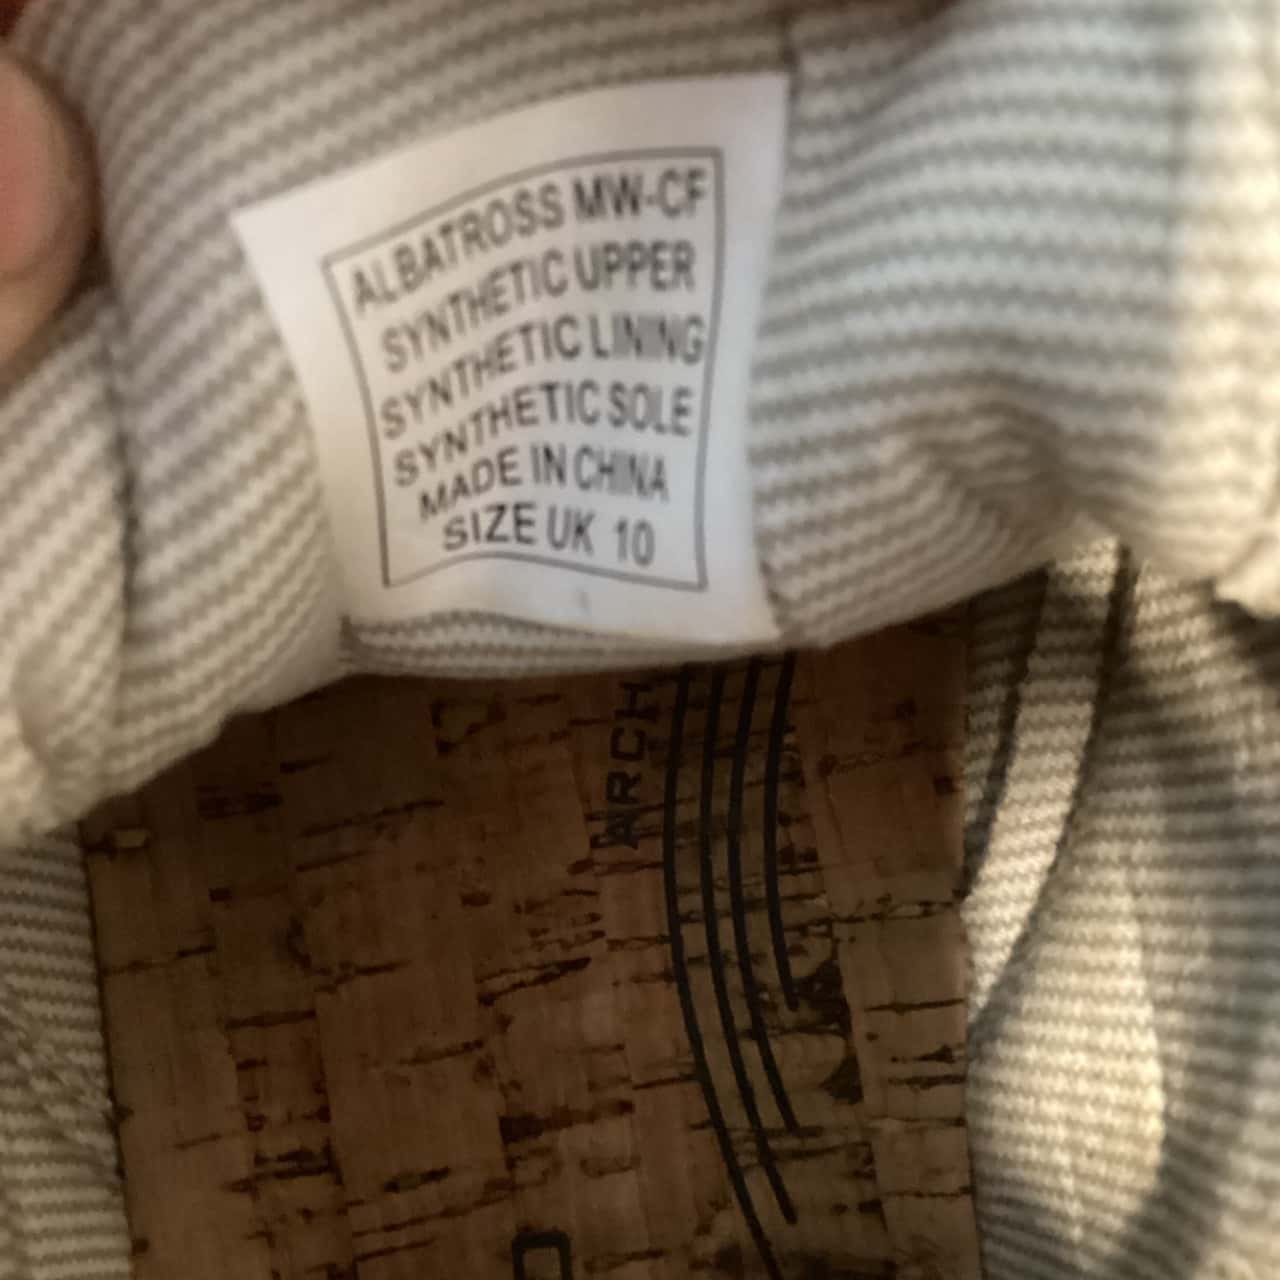 ALBATROSS MW-CF
SYNTHETIC UPPER
SYNTHETIC LINING
SYNTHETIC SOLE
MADE IN CHINA
SIZE UK 10
ARCH